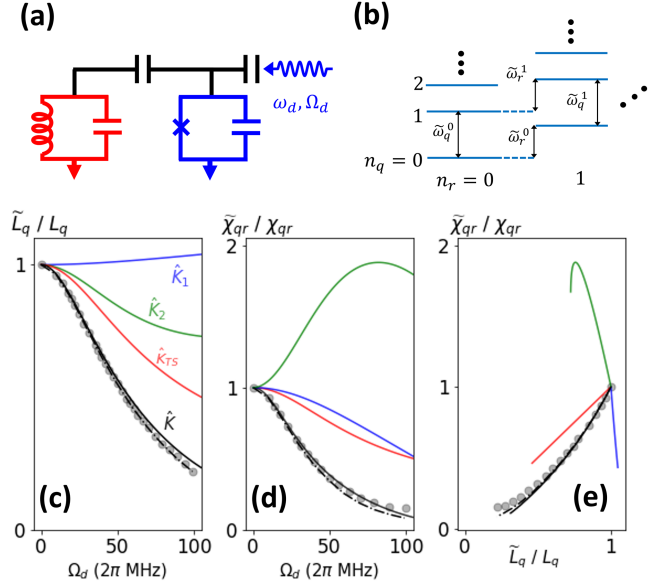 (a)
ω_d, Ω_d
(b)
2
1
n_q = 0
n_r = 0
1
ω̃_q^0
ω̃_r^1
ω̃_r^0
ω̃_q^1
L̃_q / L_q
1
0
K̂_1
K̂_2
K̂_TS
K̂
(c)
0 50 100
Ω_d (2π MHz)
χ̃_qr / χ_qr
2
1
0
(d)
0 50 100
Ω_d (2π MHz)
χ̃_qr / χ_qr
2
1
0
(e)
1
L̃_q / L_q